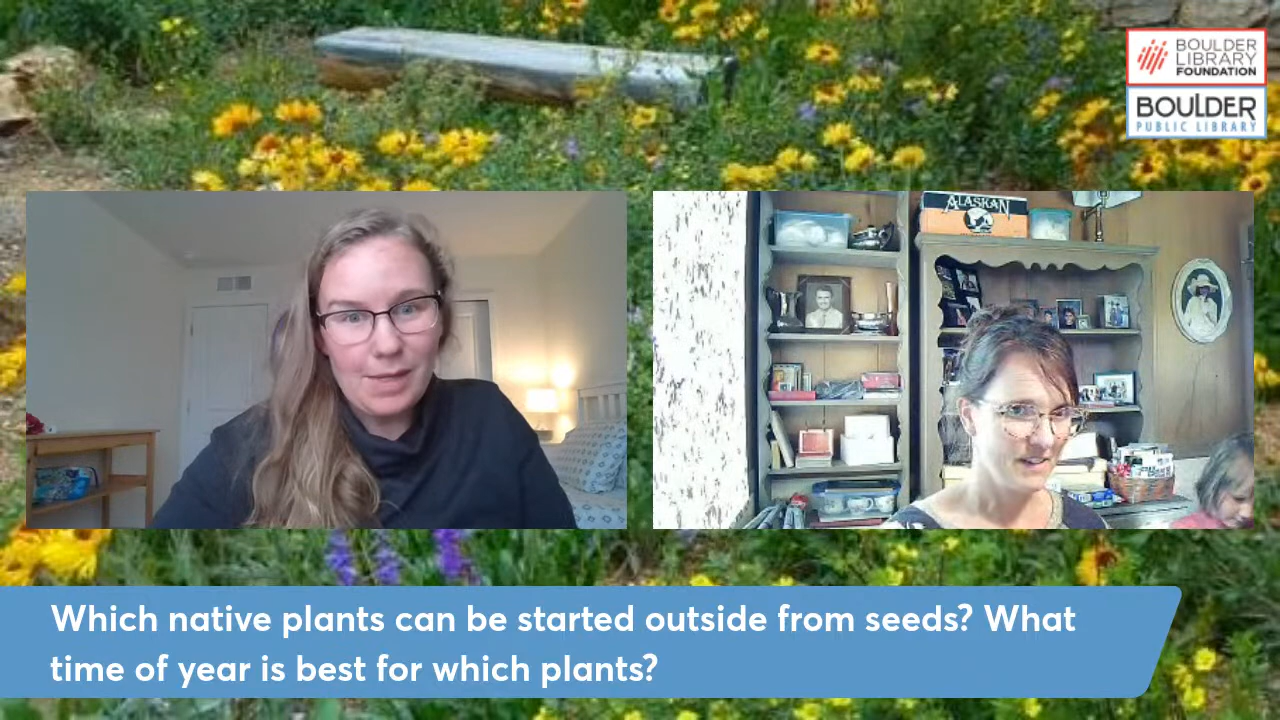 BOULDER
LIBRARY
FOUNDATION
BOULDER
PUBLIC LIBRARY
ALASKAN
Which native plants can be started outside from seeds? What
time of year is best for which plants?